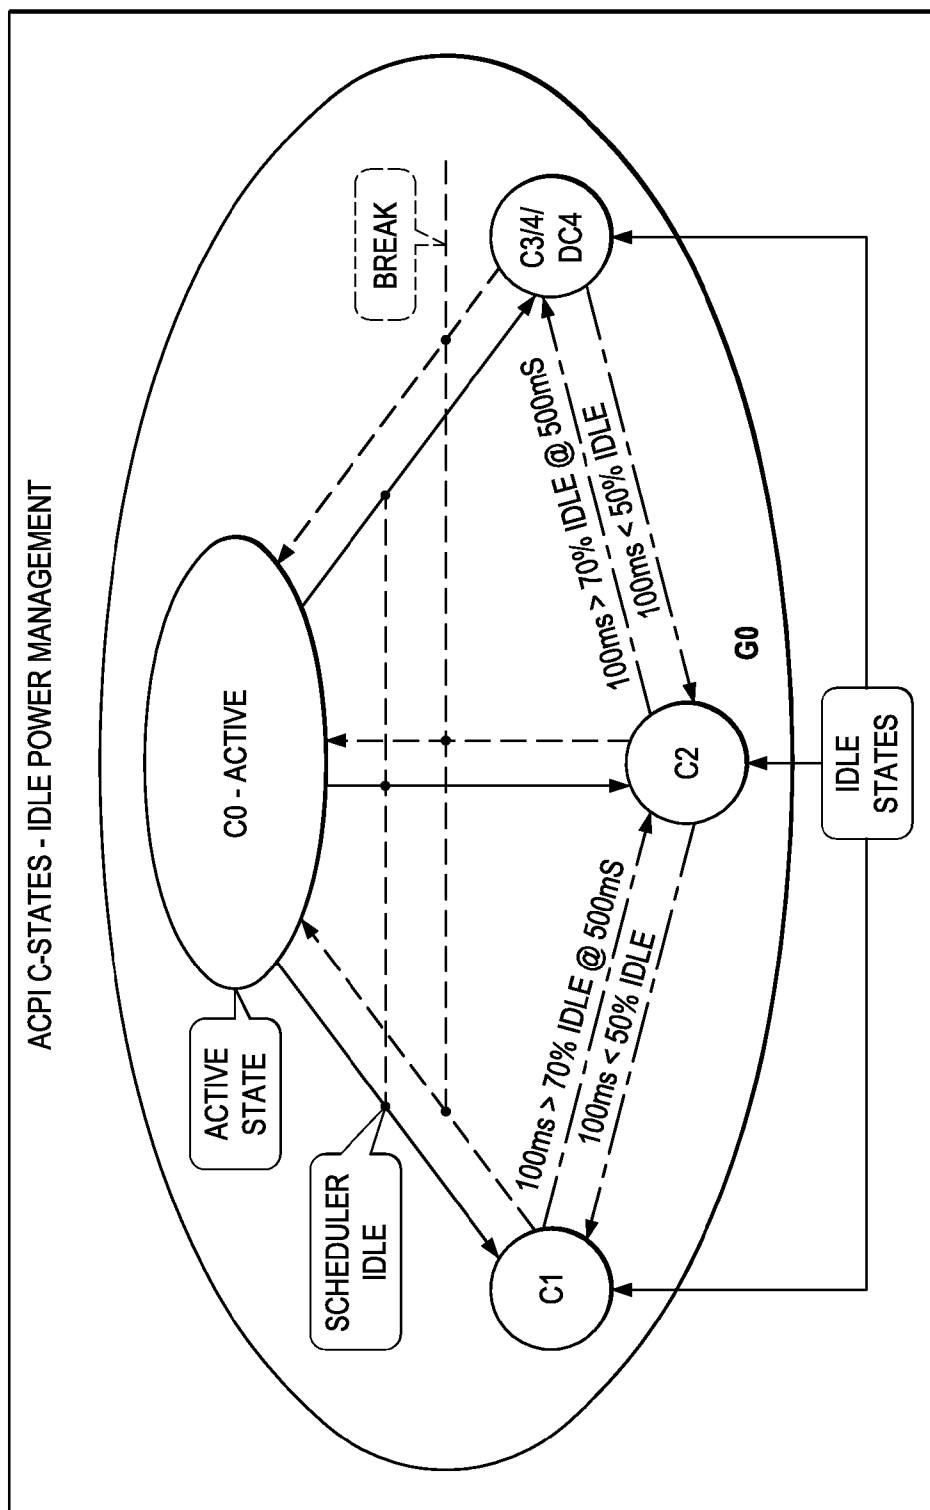 ACPI C-STATES - IDLE POWER MANAGEMENT
C0 - ACTIVE
ACTIVE
STATE
SCHEDULER
IDLE
BREAK
C1
C2
C3/4/
DC4
100ms > 70% IDLE @ 500mS
100ms < 50% IDLE
100ms > 70% IDLE @ 500mS
100ms < 50% IDLE
G0
IDLE
STATES